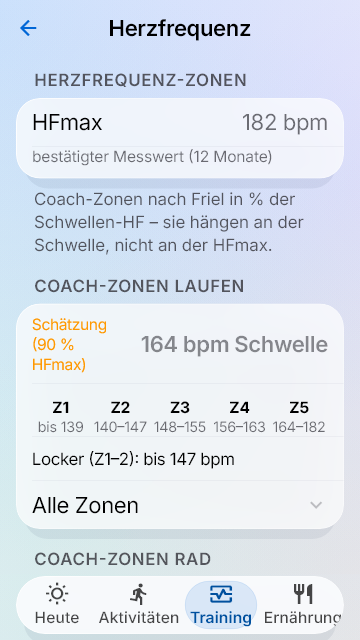 Herzfrequenz
HERZFREQUENZ-ZONEN
HFmax 182 bpm
bestätigter Messwert (12 Monate)
Coach-Zonen nach Friel in % der
Schwellen-HF – sie hängen an der
Schwelle, nicht an der HFmax.
COACH-ZONEN LAUFEN
Schätzung
(90 %
HFmax)
164 bpm Schwelle
Z1 Z2 Z3 Z4 Z5
bis 139 140–147 148–155 156–163 164–182
Locker (Z1–2): bis 147 bpm
Alle Zonen
COACH-ZONEN RAD
Heute Aktivitäten Training Ernährung